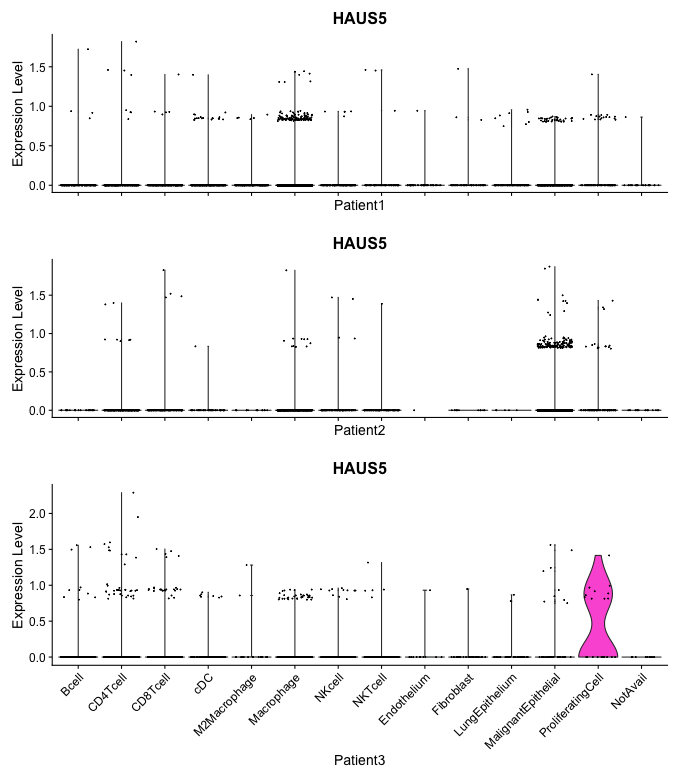 HAUS5
Expression Level
1.5
1.0
0.5
0.0
Patient1
HAUS5
Expression Level
1.5
1.0
0.5
0.0
Patient2
HAUS5
Expression Level
2.0
1.5
1.0
0.5
0.0
Bcell
CD4Tcell
CD8Tcell
cDC
M2Macrophage
Macrophage
NKcell
NKTcell
Endothelium
Fibroblast
LungEpithelium
MalignantEpithelial
ProliferatingCell
NotAvail
Patient3